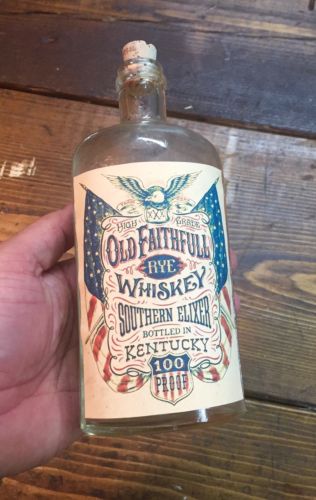 XXX
HIGH GRADE
OLD FAITHFULL
RYE
WHISKEY
SOUTHERN ELIXER
BOTTLED IN
KENTUCKY
100
PROOF